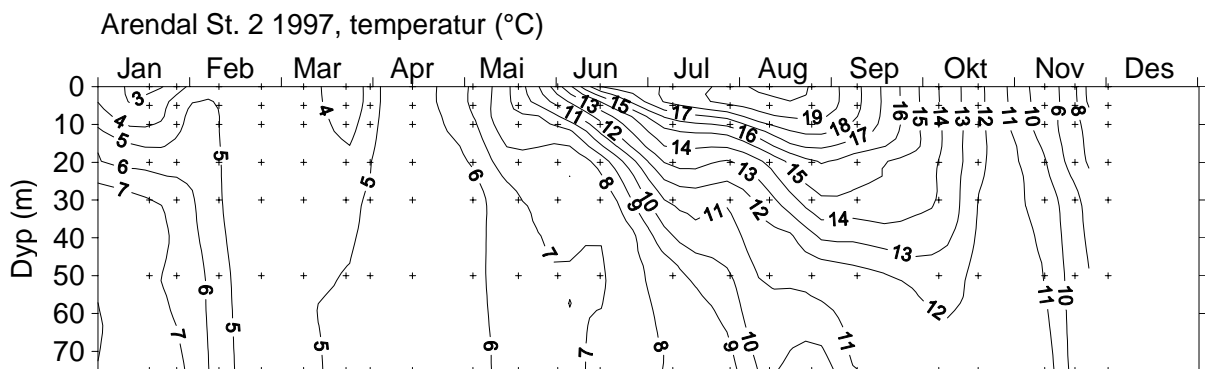 Arendal St. 2 1997, temperatur (°C)
Jan Feb Mar Apr Mai Jun Jul Aug Sep Okt Nov Des
Dyp (m)
0
3 4 13 15 17 19 18 16 15 14 13 12 11 10 6 8
10
4 5 5 11 12 16 17
20
6 7 5 6 8 14 13 15
30
9 10 11 12 14
40
7 13
50
6 11 10
60
5 12
70
7 5 6 7 8 9 10 11